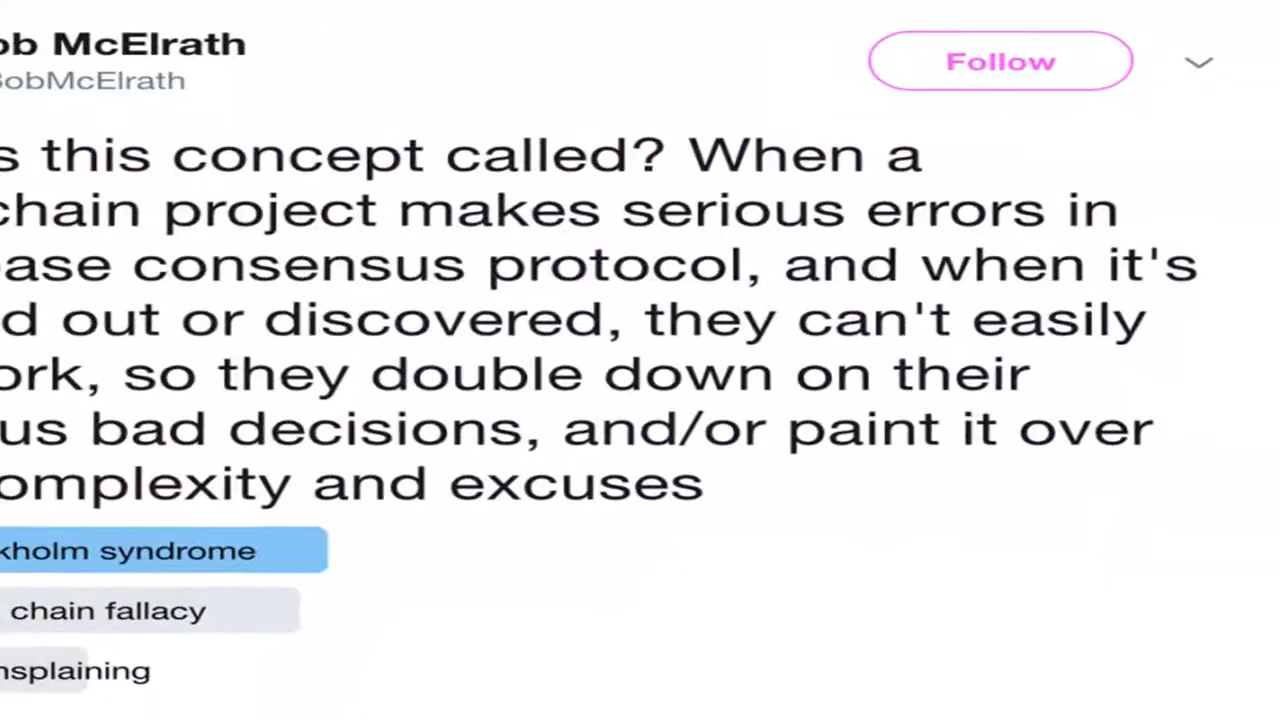 ob McElrath
BobMcElrath
Follow
s this concept called? When a
chain project makes serious errors in
ase consensus protocol, and when it's
d out or discovered, they can't easily
ork, so they double down on their
us bad decisions, and/or paint it over
omplexity and excuses
kholm syndrome
chain fallacy
nsplaining